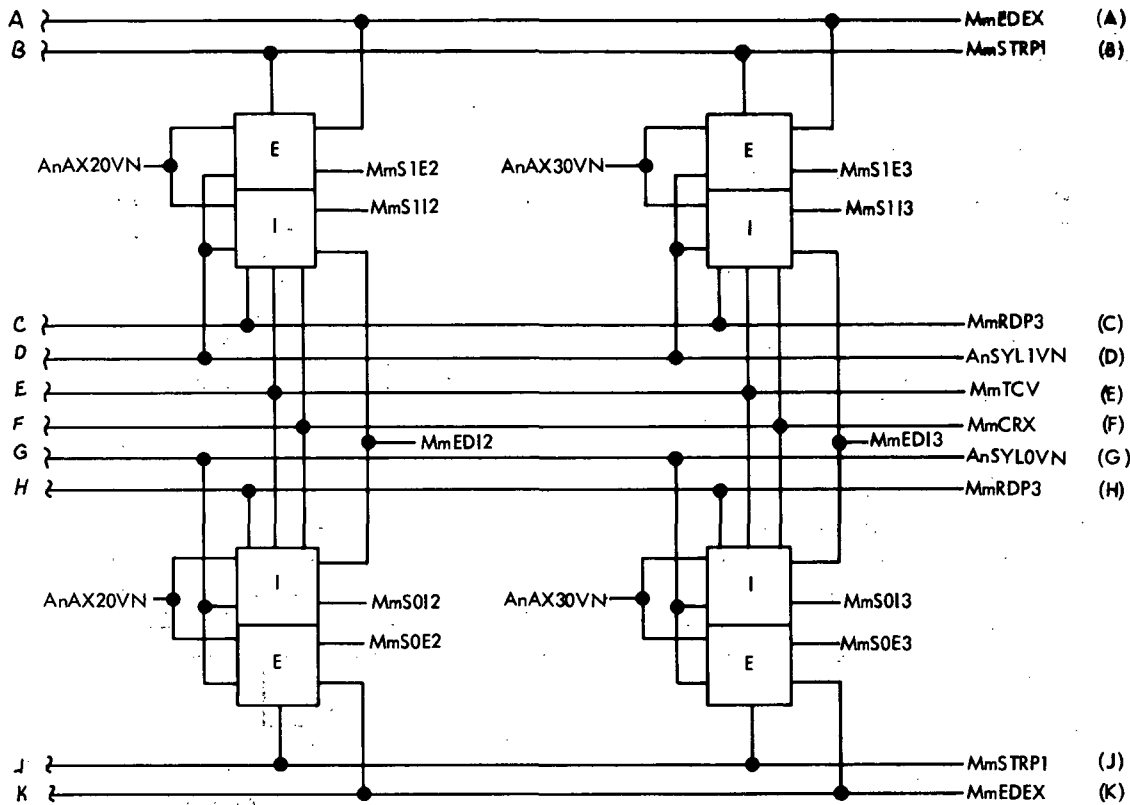 A MmEDEX (A)
B MmSTRP1 (B)
E E
AnAX20VN MmS1E2 AnAX30VN MmS1E3
MmS1I2 MmS1I3
I I
C MmRDP3 (C)
D AnSYL1VN (D)
E MmTCV (E)
F MmCRX (F)
MmEDI2 MmEDI3
G AnSYL0VN (G)
H MmRDP3 (H)
I I
AnAX20VN MmS0I2 AnAX30VN MmS0I3
MmS0E2 MmS0E3
E E
J MmSTRP1 (J)
K MmEDEX (K)